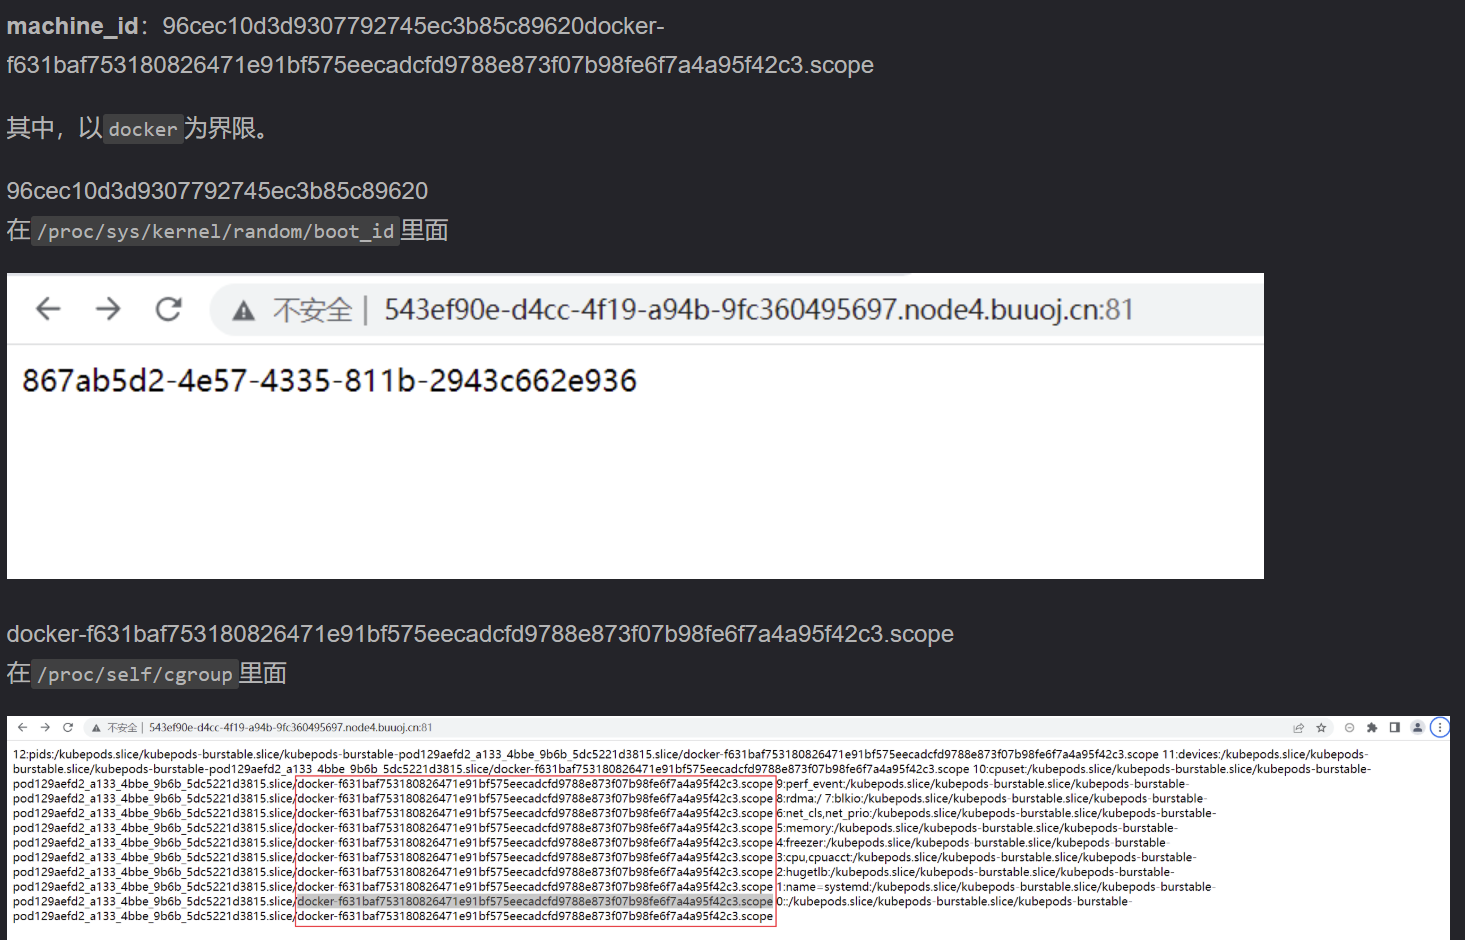 machine_id：96cec10d3d9307792745ec3b85c89620docker-
f631baf753180826471e91bf575eecadcfd9788e873f07b98fe6f7a4a95f42c3.scope
其中，以docker为界限。
96cec10d3d9307792745ec3b85c89620
在/proc/sys/kernel/random/boot_id里面
不安全 | 543ef90e-d4cc-4f19-a94b-9fc360495697.node4.buuoj.cn:81
867ab5d2-4e57-4335-811b-2943c662e936
docker-f631baf753180826471e91bf575eecadcfd9788e873f07b98fe6f7a4a95f42c3.scope
在/proc/self/cgroup里面
不安全 | 543ef90e-d4cc-4f19-a94b-9fc360495697.node4.buuoj.cn:81
12:pids:/kubepods.slice/kubepods-burstable.slice/kubepods-burstable-pod129aefd2_a133_4bbe_9b6b_5dc5221d3815.slice/docker-f631baf753180826471e91bf575eecadcfd9788e873f07b98fe6f7a4a95f42c3.scope 11:devices:/kubepods.slice/kubepods-
burstable.slice/kubepods-burstable-pod129aefd2_a133_4bbe_9b6b_5dc5221d3815.slice/docker-f631baf753180826471e91bf575eecadcfd9788e873f07b98fe6f7a4a95f42c3.scope 10:cpuset:/kubepods.slice/kubepods-burstable.slice/kubepods-burstable-
pod129aefd2_a133_4bbe_9b6b_5dc5221d3815.slice/docker-f631baf753180826471e91bf575eecadcfd9788e873f07b98fe6f7a4a95f42c3.scope 9:perf_event:/kubepods.slice/kubepods-burstable.slice/kubepods-burstable-
pod129aefd2_a133_4bbe_9b6b_5dc5221d3815.slice/docker-f631baf753180826471e91bf575eecadcfd9788e873f07b98fe6f7a4a95f42c3.scope 8:rdma:/ 7:blkio:/kubepods.slice/kubepods-burstable.slice/kubepods-burstable-
pod129aefd2_a133_4bbe_9b6b_5dc5221d3815.slice/docker-f631baf753180826471e91bf575eecadcfd9788e873f07b98fe6f7a4a95f42c3.scope 6:net_cls,net_prio:/kubepods.slice/kubepods-burstable.slice/kubepods-burstable-
pod129aefd2_a133_4bbe_9b6b_5dc5221d3815.slice/docker-f631baf753180826471e91bf575eecadcfd9788e873f07b98fe6f7a4a95f42c3.scope 5:memory:/kubepods.slice/kubepods-burstable.slice/kubepods-burstable-
pod129aefd2_a133_4bbe_9b6b_5dc5221d3815.slice/docker-f631baf753180826471e91bf575eecadcfd9788e873f07b98fe6f7a4a95f42c3.scope 4:freezer:/kubepods.slice/kubepods-burstable.slice/kubepods-burstable-
pod129aefd2_a133_4bbe_9b6b_5dc5221d3815.slice/docker-f631baf753180826471e91bf575eecadcfd9788e873f07b98fe6f7a4a95f42c3.scope 3:cpu,cpuacct:/kubepods.slice/kubepods-burstable.slice/kubepods-burstable-
pod129aefd2_a133_4bbe_9b6b_5dc5221d3815.slice/docker-f631baf753180826471e91bf575eecadcfd9788e873f07b98fe6f7a4a95f42c3.scope 2:hugetlb:/kubepods.slice/kubepods-burstable.slice/kubepods-burstable-
pod129aefd2_a133_4bbe_9b6b_5dc5221d3815.slice/docker-f631baf753180826471e91bf575eecadcfd9788e873f07b98fe6f7a4a95f42c3.scope 1:name=systemd:/kubepods.slice/kubepods-burstable.slice/kubepods-burstable-
pod129aefd2_a133_4bbe_9b6b_5dc5221d3815.slice/docker-f631baf753180826471e91bf575eecadcfd9788e873f07b98fe6f7a4a95f42c3.scope 0::/kubepods.slice/kubepods-burstable.slice/kubepods-burstable-
pod129aefd2_a133_4bbe_9b6b_5dc5221d3815.slice/docker-f631baf753180826471e91bf575eecadcfd9788e873f07b98fe6f7a4a95f42c3.scope